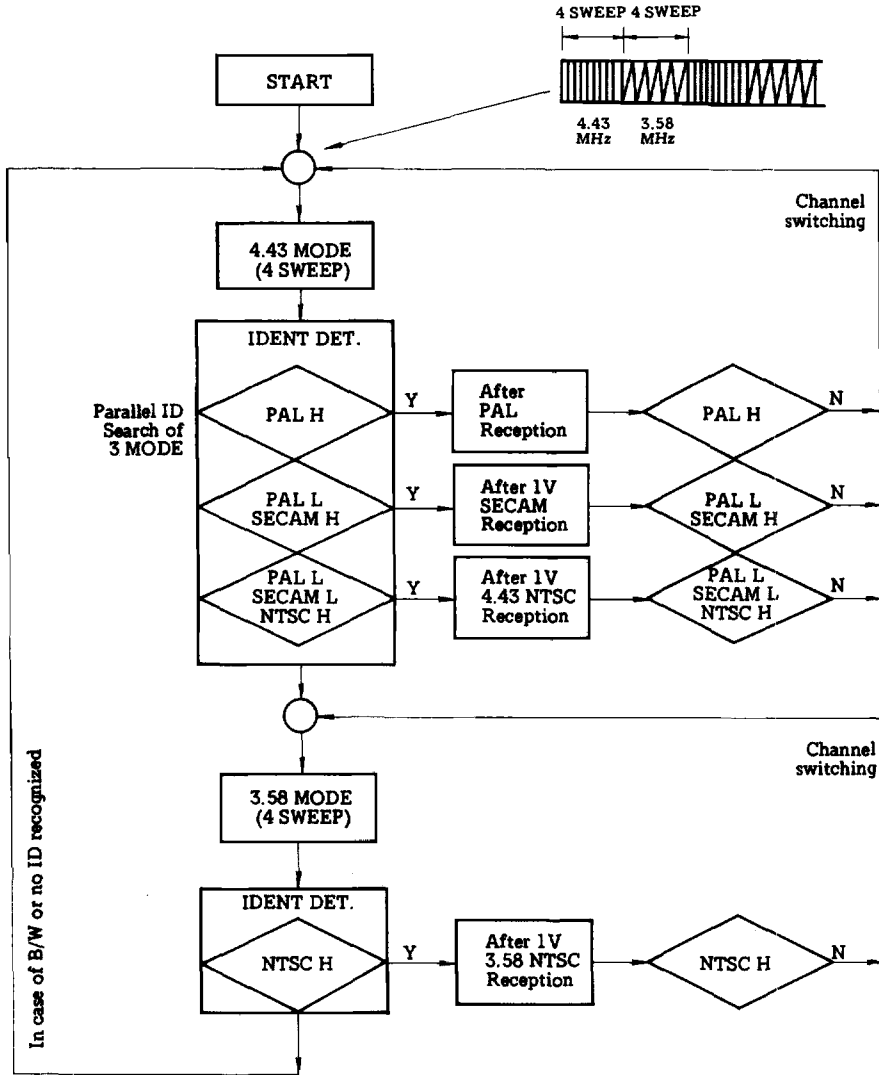 4 SWEEP 4 SWEEP
START
4.43
MHz
3.58
MHz
Channel
switching
4.43 MODE
(4 SWEEP)
IDENT DET.
Parallel ID
Search of
3 MODE
PAL H
Y
After
PAL
Reception
PAL H
N
PAL L
SECAM H
Y
After 1V
SECAM
Reception
PAL L
SECAM H
N
PAL L
SECAM L
NTSC H
Y
After 1V
4.43 NTSC
Reception
PAL L
SECAM L
NTSC H
N
Channel
switching
In case of B/W or no ID recognized
3.58 MODE
(4 SWEEP)
IDENT DET.
NTSC H
Y
After 1V
3.58 NTSC
Reception
NTSC H
N